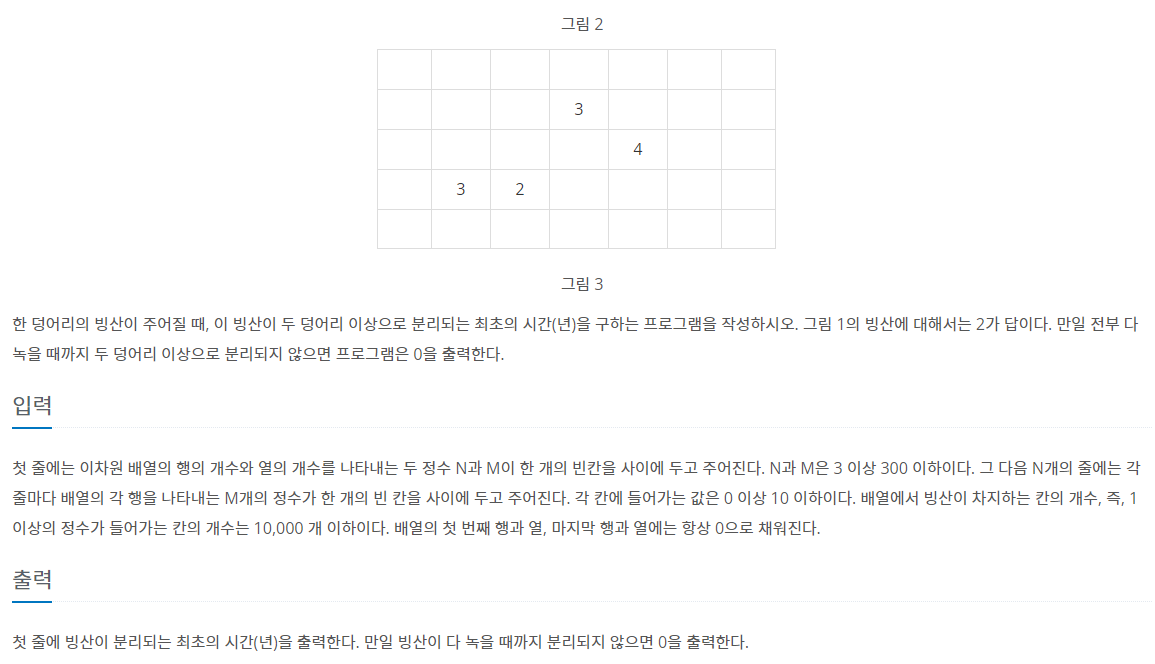 그림 2
3
4
3 2
그림 3
한 덩어리의 빙산이 주어질 때, 이 빙산이 두 덩어리 이상으로 분리되는 최초의 시간(년)을 구하는 프로그램을 작성하시오. 그림 1의 빙산에 대해서는 2가 답이다. 만일 전부 다
녹을 때까지 두 덩어리 이상으로 분리되지 않으면 프로그램은 0을 출력한다.
입력
첫 줄에는 이차원 배열의 행의 개수와 열의 개수를 나타내는 두 정수 N과 M이 한 개의 빈칸을 사이에 두고 주어진다. N과 M은 3 이상 300 이하이다. 그 다음 N개의 줄에는 각
줄마다 배열의 각 행을 나타내는 M개의 정수가 한 개의 빈 칸을 사이에 두고 주어진다. 각 칸에 들어가는 값은 0 이상 10 이하이다. 배열에서 빙산이 차지하는 칸의 개수, 즉, 1
이상의 정수가 들어가는 칸의 개수는 10,000 개 이하이다. 배열의 첫 번째 행과 열, 마지막 행과 열에는 항상 0으로 채워진다.
출력
첫 줄에 빙산이 분리되는 최초의 시간(년)을 출력한다. 만일 빙산이 다 녹을 때까지 분리되지 않으면 0을 출력한다.